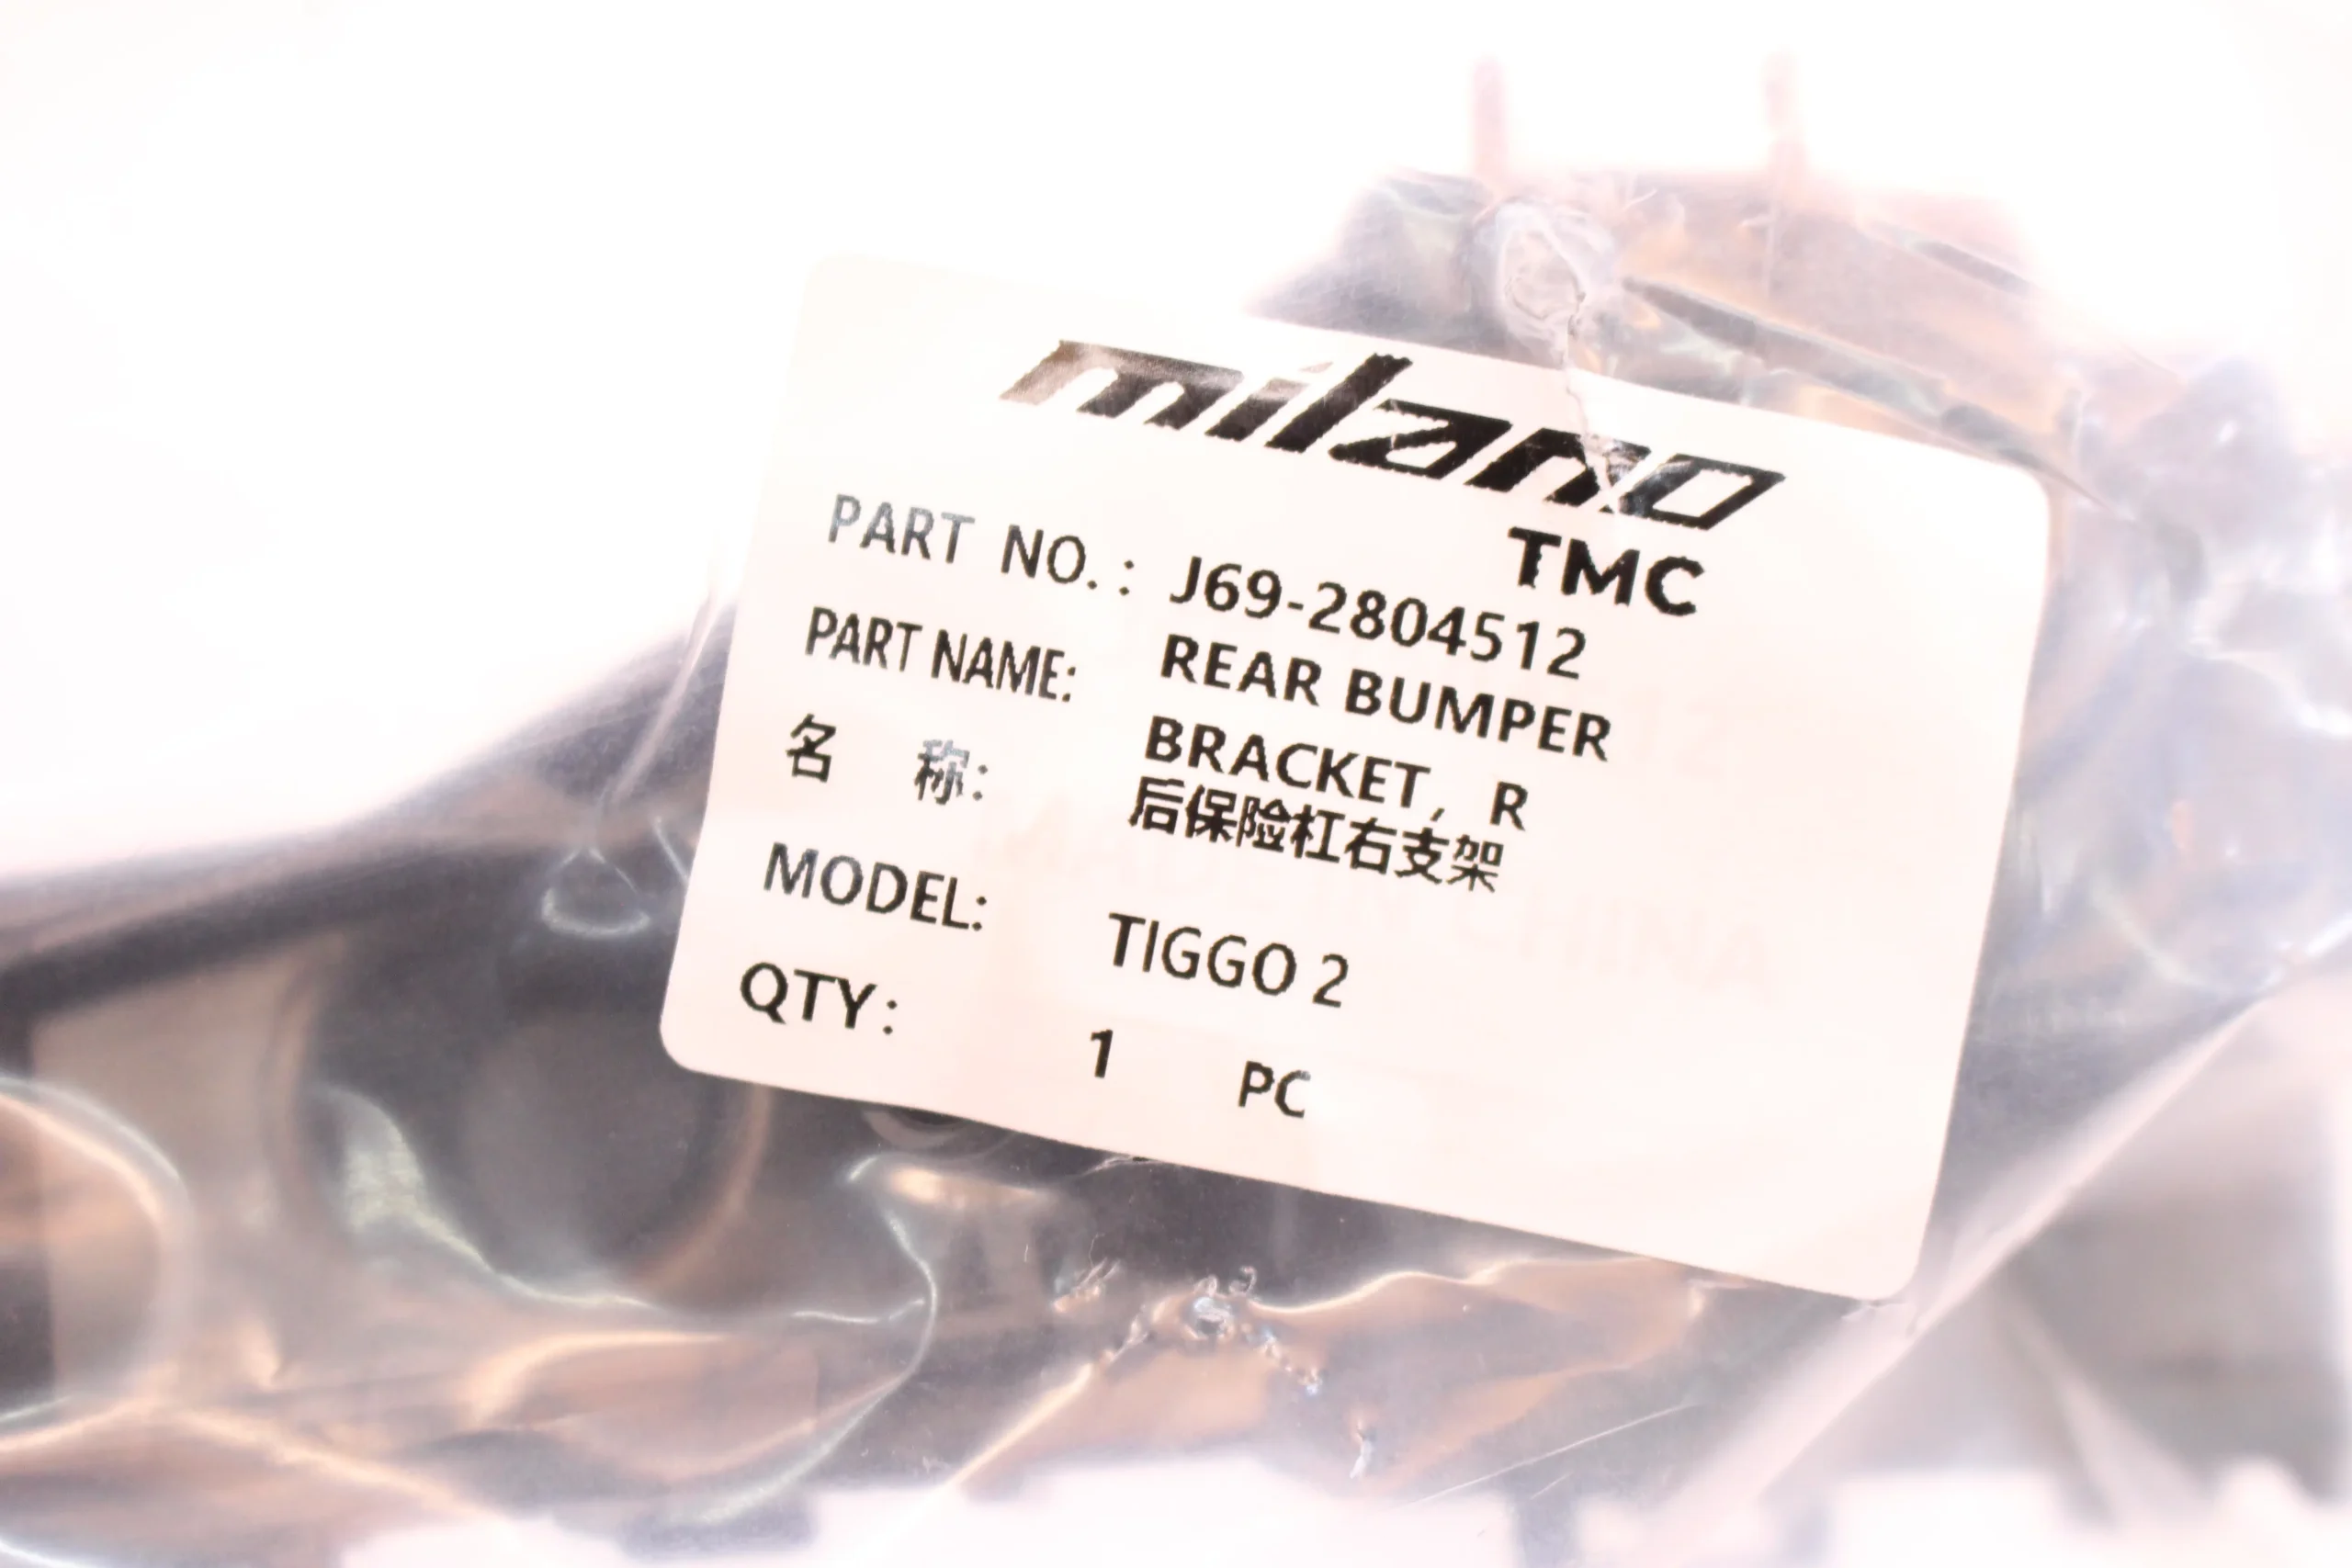 milano
TMC
PART NO.: J69-2804512
PART NAME: REAR BUMPER
BRACKET, R
名 称: 后保险杠右支架
MODEL: TIGGO 2
QTY: 1 PC